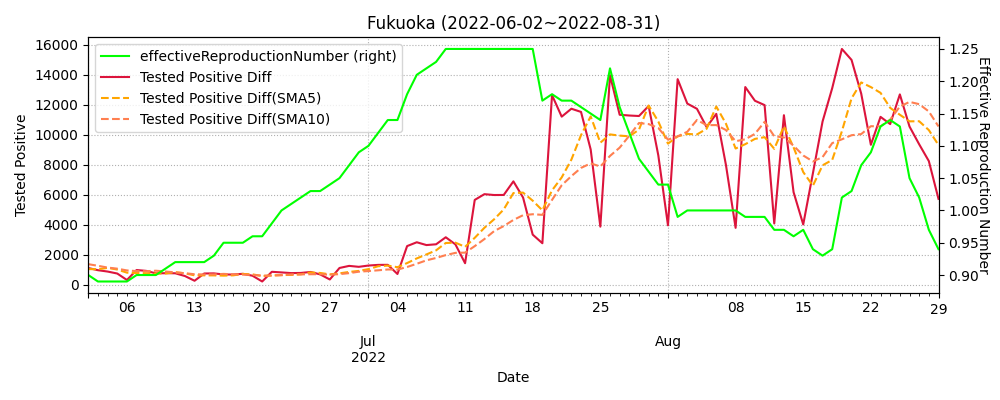 Fukuoka (2022-06-02~2022-08-31)
effectiveReproductionNumber (right)
Tested Positive Diff
Tested Positive Diff(SMA5)
Tested Positive Diff(SMA10)
Tested Positive
16000
14000
12000
10000
8000
6000
4000
2000
0
1.25
1.20
1.15
1.10
1.05
1.00
0.95
0.90
Effective Reproduction Number
06 13 20 27 04 11 18 25 08 15 22 29
Jul Aug
2022
Date